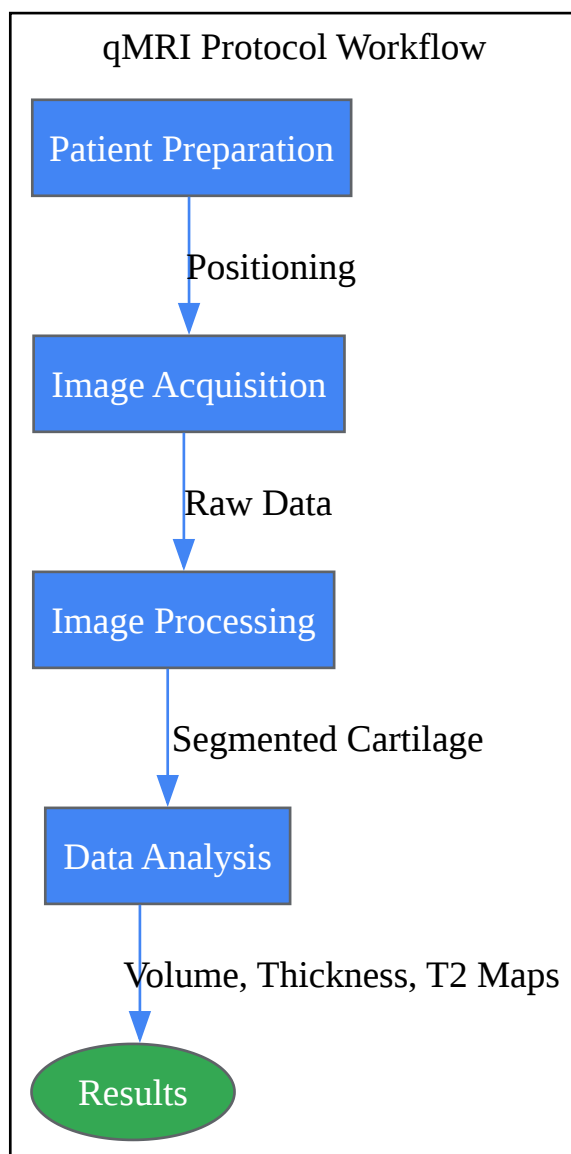 qMRI Protocol Workflow
Patient Preparation
Positioning
Image Acquisition
Raw Data
Image Processing
Segmented Cartilage
Data Analysis
Volume, Thickness, T2 Maps
Results